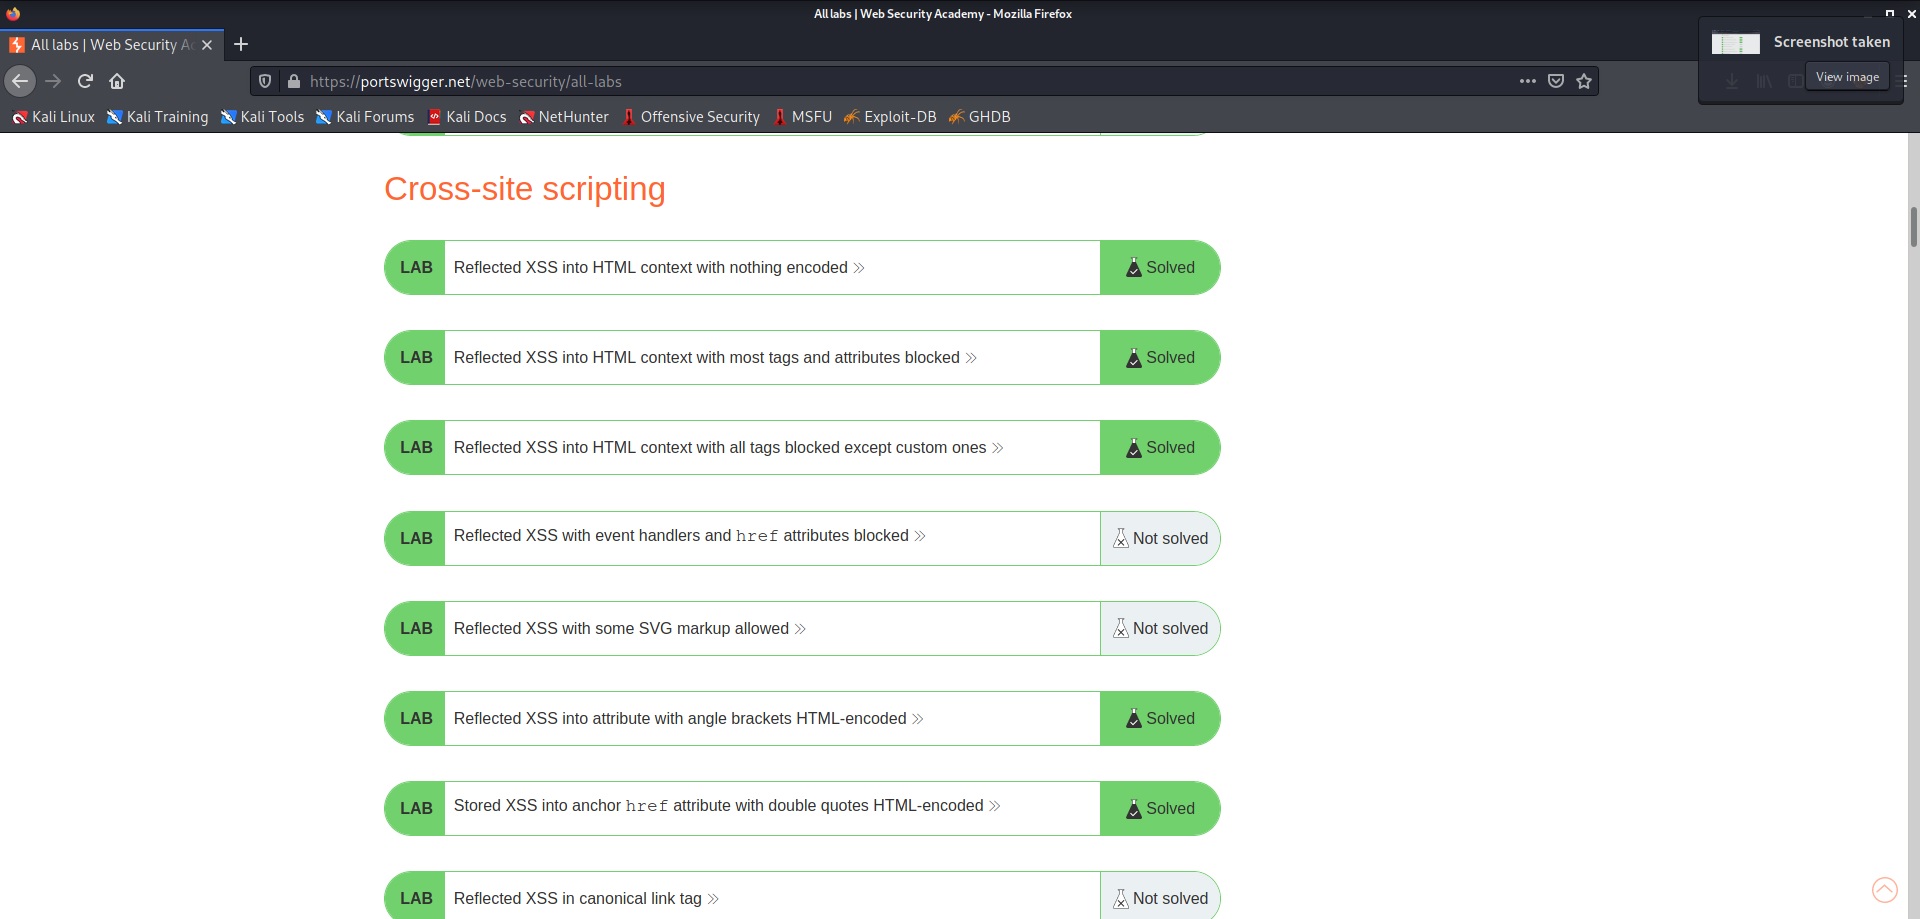 All labs | Web Security Academy - Mozilla Firefox
All labs | Web Security Ac
Screenshot taken
View image
https://portswigger.net/web-security/all-labs
Kali Linux Kali Training Kali Tools Kali Forums Kali Docs NetHunter Offensive Security MSFU Exploit-DB GHDB
Cross-site scripting
LAB Reflected XSS into HTML context with nothing encoded Solved
LAB Reflected XSS into HTML context with most tags and attributes blocked Solved
LAB Reflected XSS into HTML context with all tags blocked except custom ones Solved
LAB Reflected XSS with event handlers and href attributes blocked Not solved
LAB Reflected XSS with some SVG markup allowed Not solved
LAB Reflected XSS into attribute with angle brackets HTML-encoded Solved
LAB Stored XSS into anchor href attribute with double quotes HTML-encoded Solved
LAB Reflected XSS in canonical link tag Not solved